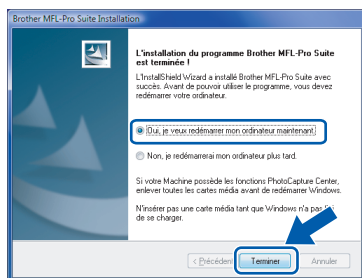 Brother MFL-Pro Suite Installation
L'installation du programme Brother MFL-Pro Suite
est terminée !
L'InstallShield Wizard a installé Brother MFL-Pro Suite avec
succès. Avant de pouvoir utiliser le programme, vous devez
redémarrer votre ordinateur.
Oui, je veux redémarrer mon ordinateur maintenant.
Non, je redémarrerai mon ordinateur plus tard.
Si votre Machine possède les fonctions PhotoCapture Center,
enlever toutes les cartes média avant de redémarrer Windows.
N'insérer pas une carte média tant que Windows n'a pas
de se charger.
< Précédent Terminer Annuler